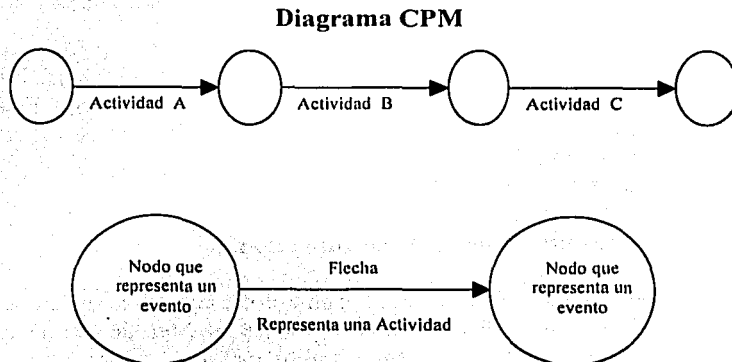 Diagrama CPM
Actividad A
Actividad B
Actividad C
Nodo que
representa un
evento
Flecha
Representa una Actividad
Nodo que
representa un
evento